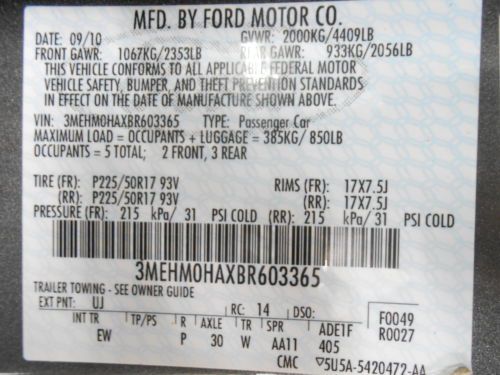 MFD. BY FORD MOTOR CO.
DATE: 09/10 GVWR: 2000KG/4409LB
FRONT GAWR: 1067KG/2353LB REAR GAWR: 933KG/2056LB
THIS VEHICLE CONFORMS TO ALL APPLICABLE FEDERAL MOTOR
VEHICLE SAFETY, BUMPER, AND THEFT PREVENTION STANDARDS
IN EFFECT ON THE DATE OF MANUFACTURE SHOWN ABOVE.
VIN: 3MEHM0HAXBR603365 TYPE: Passenger Car
MAXIMUM LOAD = OCCUPANTS + LUGGAGE = 385KG/ 850LB
OCCUPANTS = 5 TOTAL; 2 FRONT, 3 REAR
TIRE (FR): P225/50R17 93V RIMS (FR): 17X7.5J
(RR): P225/50R17 93V (RR): 17X7.5J
PRESSURE (FR): 215 kPa/ 31 PSI COLD (RR): 215 kPa/ 31 PSI COLD
3MEHM0HAXBR603365
TRAILER TOWING - SEE OWNER GUIDE
EXT PNT: UJ RC: 14 DSO: F0049
INT TR TP/PS R AXLE TR SPR ADE1F R0027
EW P 30 W AA11 405
CMC ▽5U5A-5420472-AA